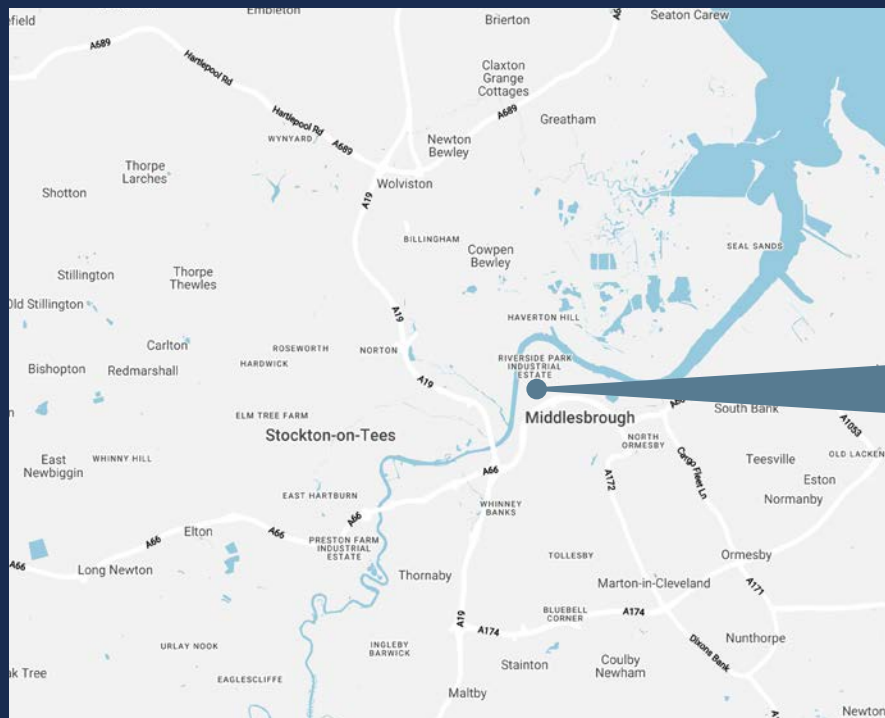 efield
Embleton
Brierton
Seaton Carew
A689
A689
Hartlepool Rd
Claxton
Grange
Cottages
Hartlepool Rd
A689
A689
Greatham
WYNYARD
Newton
Bewley
Thorpe
Larches
Wolviston
Shotton
A19
BILLINGHAM
Cowpen
Bewley
SEAL SANDS
Stillington
Thorpe
Thewles
Old Stillington
A19
HAVERTON HILL
Carlton
ROSEWORTH
NORTON
RIVERSIDE PARK
INDUSTRIAL
ESTATE
Bishopton
Redmarshall
HARDWICK
A19
A66
South Bank
ELM TREE FARM
Middlesbrough
A1053
Stockton-on-Tees
NORTH
ORMESBY
East
Newbiggin
WHINNY HILL
A66
A172
Cargo Fleet Ln
Teesville
OLD LACKEN
Eston
Normanby
EAST HARTBURN
WHINNEY
BANKS
A66
Elton
A66
PRESTON FARM
INDUSTRIAL
ESTATE
A66
A66
Long Newton
TOLLESBY
Ormesby
Thornaby
Marton-in-Cleveland
A171
A19
BLUEBELL
CORNER
A174
A174
URLAY NOOK
INGLEBY
BARWICK
Dixons Bank
Nunthorpe
Stainton
Coulby
Newham
ak Tree
EAGLESCLIFFE
Maltby
Newton